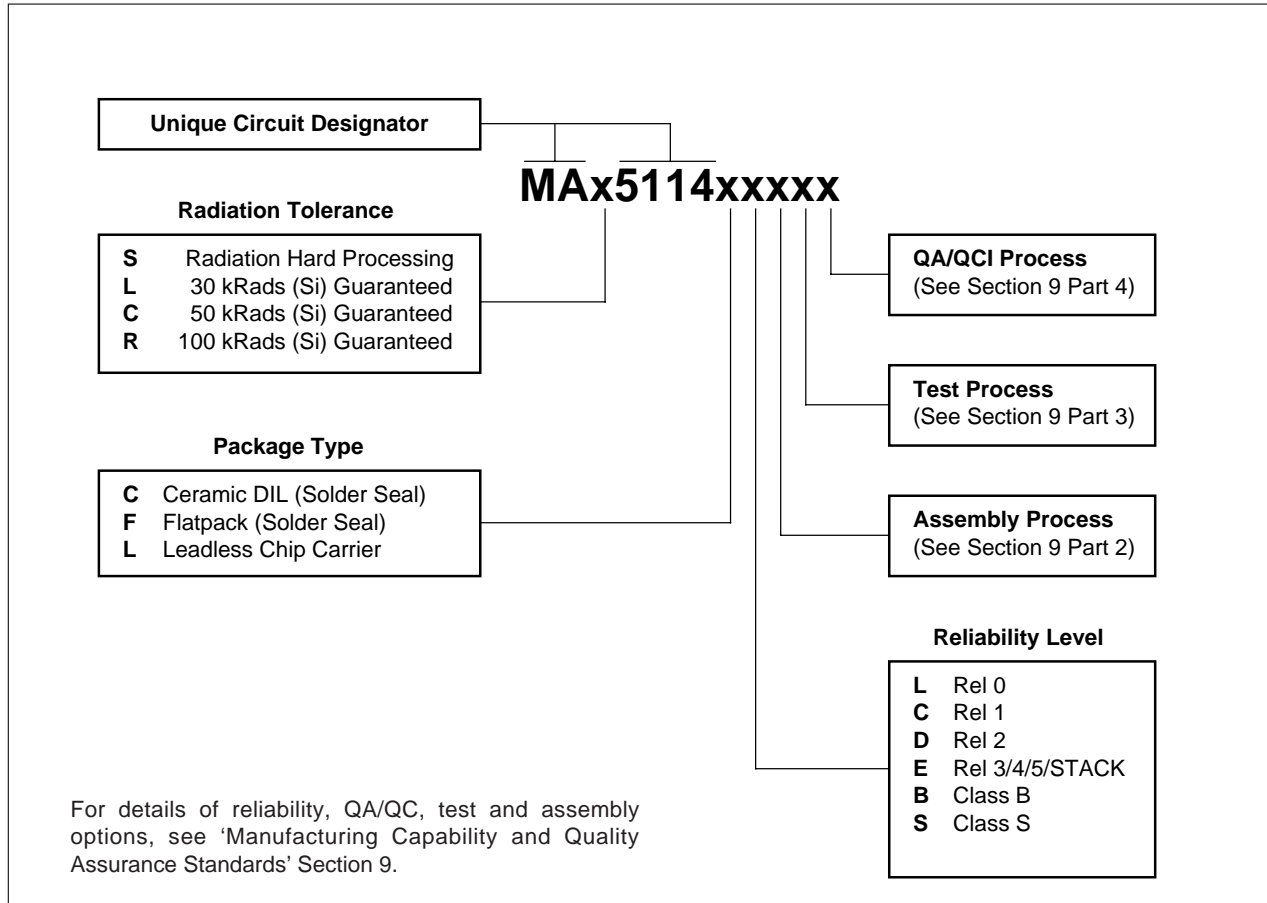 Unique Circuit Designator
MAx5114xxxxx
Radiation Tolerance
S Radiation Hard Processing
L 30 kRads (Si) Guaranteed
C 50 kRads (Si) Guaranteed
R 100 kRads (Si) Guaranteed
Package Type
C Ceramic DIL (Solder Seal)
F Flatpack (Solder Seal)
L Leadless Chip Carrier
QA/QCI Process
(See Section 9 Part 4)
Test Process
(See Section 9 Part 3)
Assembly Process
(See Section 9 Part 2)
Reliability Level
L Rel 0
C Rel 1
D Rel 2
E Rel 3/4/5/STACK
B Class B
S Class S
For details of reliability, QA/QC, test and assembly
options, see ‘Manufacturing Capability and Quality
Assurance Standards’ Section 9.